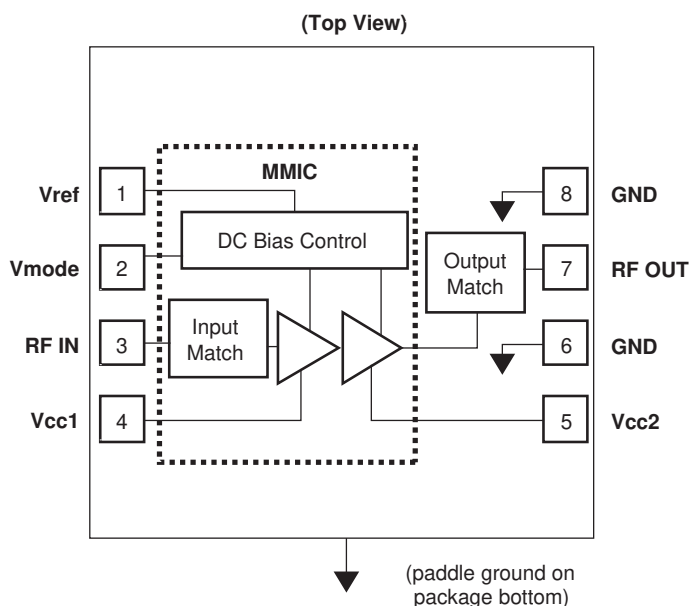 (Top View)
MMIC
Vref
1
8
GND
DC Bias Control
Vmode
2
Output
Match
7
RF OUT
RF IN
3
Input
Match
6
GND
Vcc1
4
5
Vcc2
(paddle ground on
package bottom)